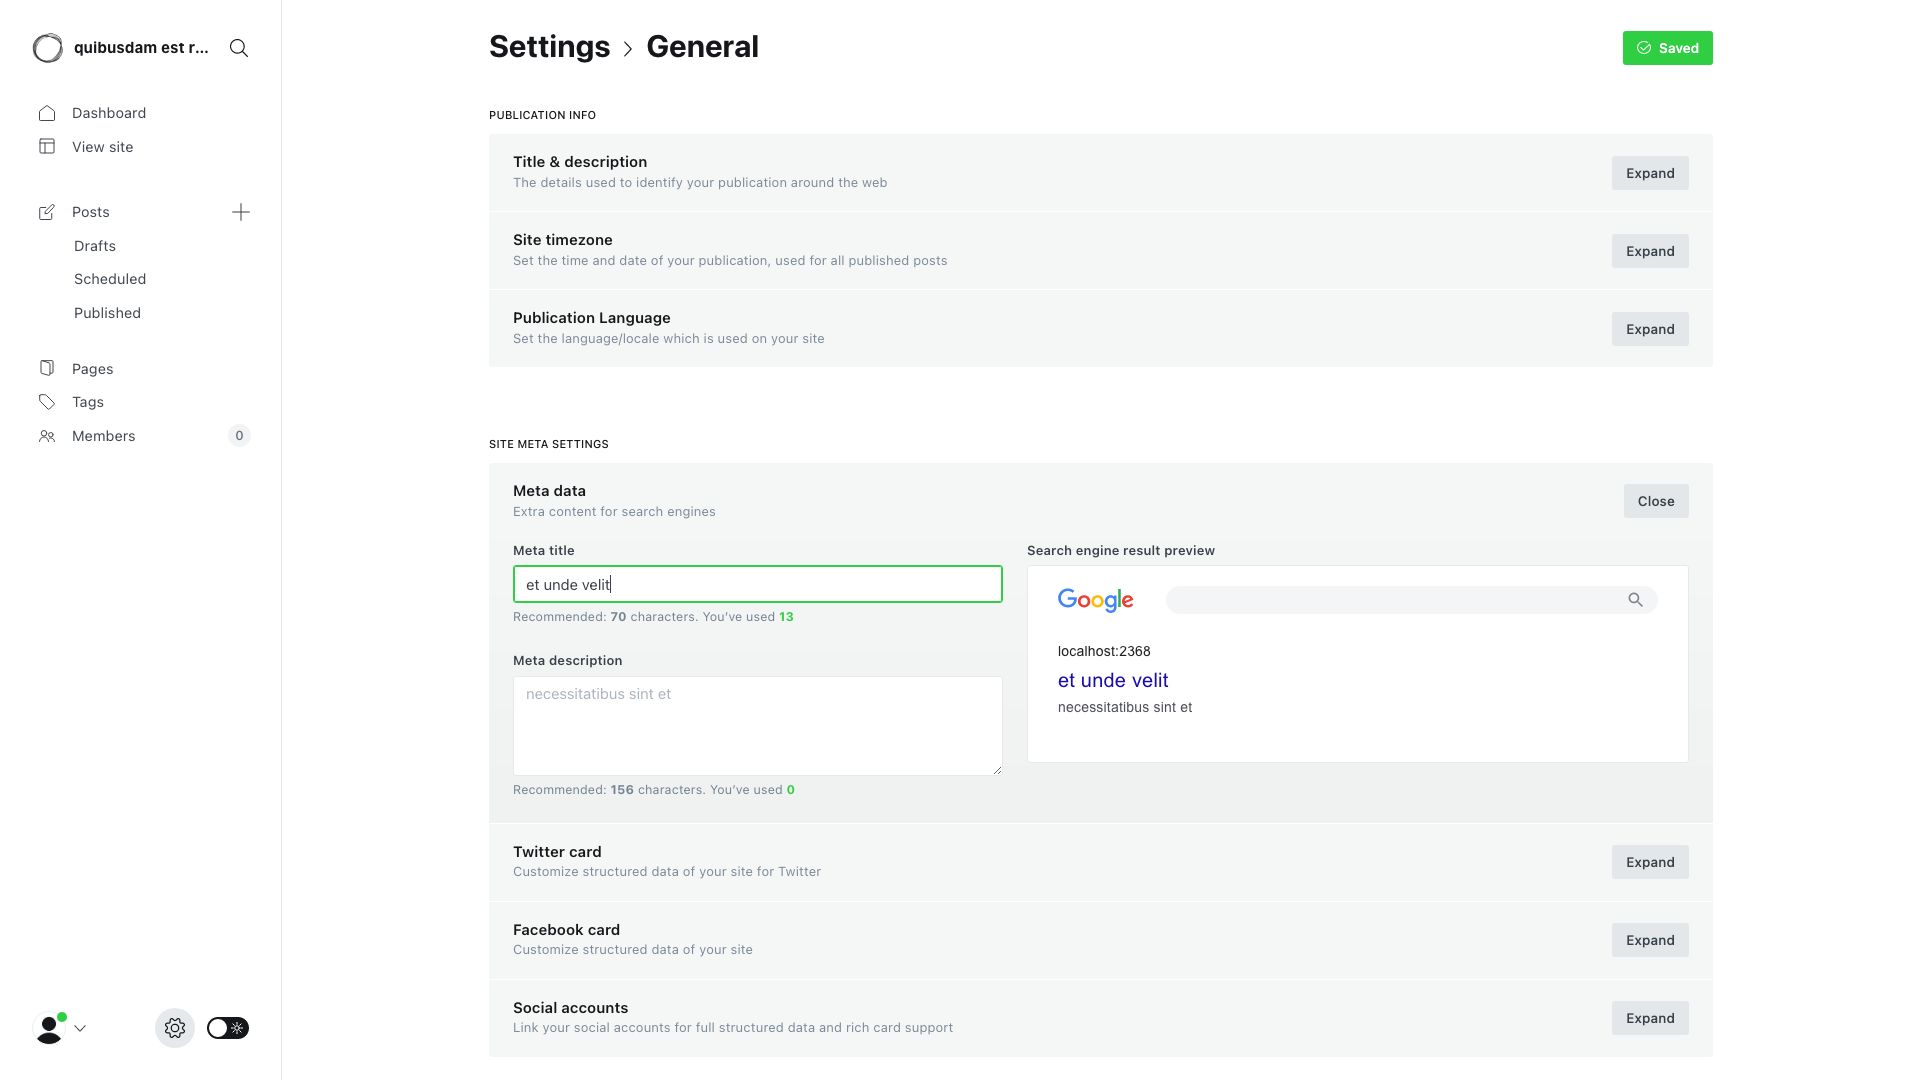 quibusdam est r...
Dashboard
View site
Posts
Drafts
Scheduled
Published
Pages
Tags
Members
0
Settings
General
Saved
PUBLICATION INFO
Title & description
The details used to identify your publication around the web
Expand
Site timezone
Set the time and date of your publication, used for all published posts
Expand
Publication Language
Set the language/locale which is used on your site
Expand
SITE META SETTINGS
Meta data
Extra content for search engines
Close
Meta title
et unde velit
Recommended: 70 characters. You've used 13
Meta description
necessitatibus sint et
Recommended: 156 characters. You've used 0
Search engine result preview
Google
localhost:2368
et unde velit
necessitatibus sint et
Twitter card
Customize structured data of your site for Twitter
Expand
Facebook card
Customize structured data of your site
Expand
Social accounts
Link your social accounts for full structured data and rich card support
Expand